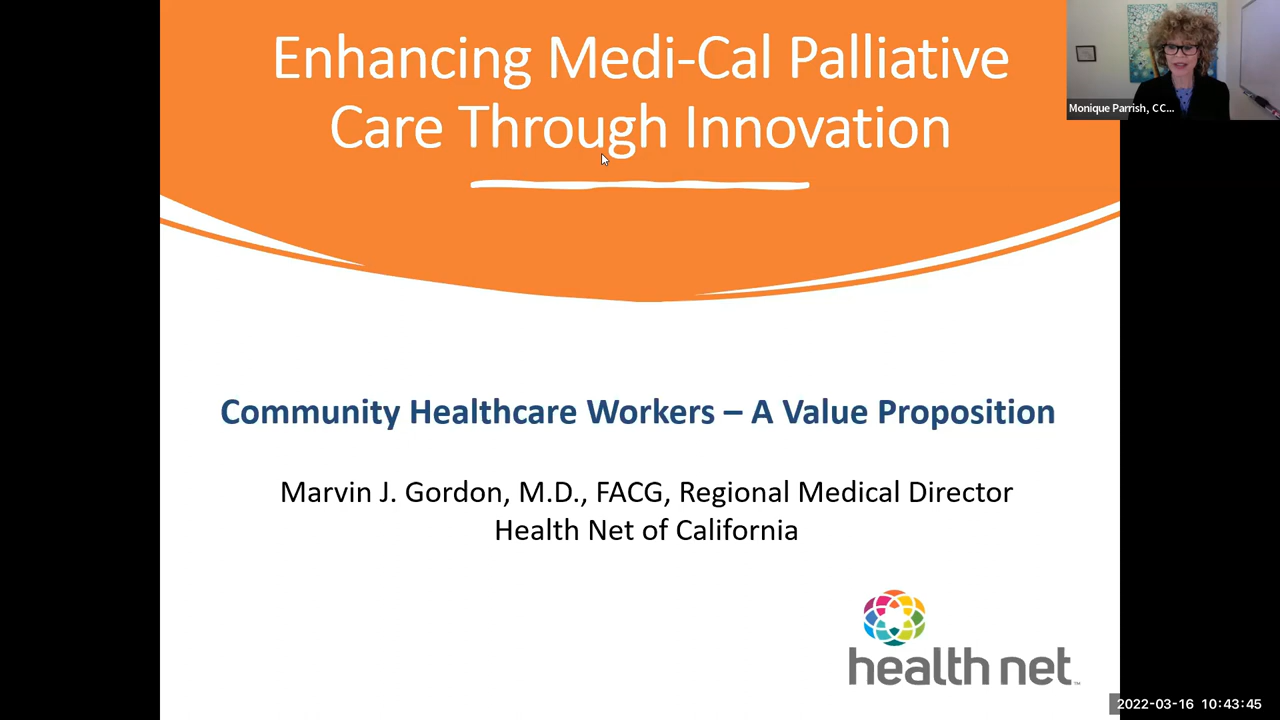 Enhancing Medi-Cal Palliative
Care Through Innovation
Monique Parrish, CC...
Community Healthcare Workers – A Value Proposition
Marvin J. Gordon, M.D., FACG, Regional Medical Director
Health Net of California
health net™
2022-03-16 10:43:45